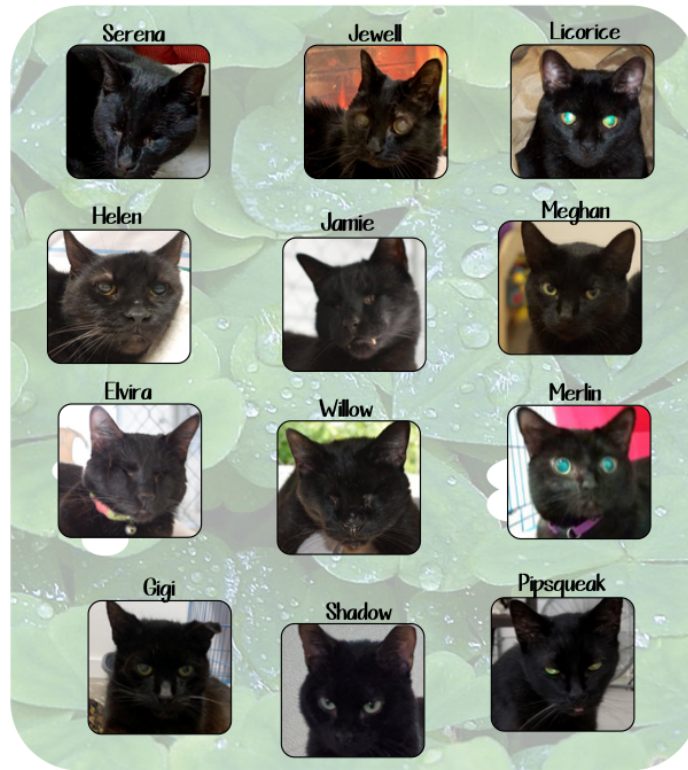 Serena
Jewell
Licorice
Helen
Jamie
Meghan
Elvira
Willow
Merlin
Gigi
Shadow
Pipsqueak